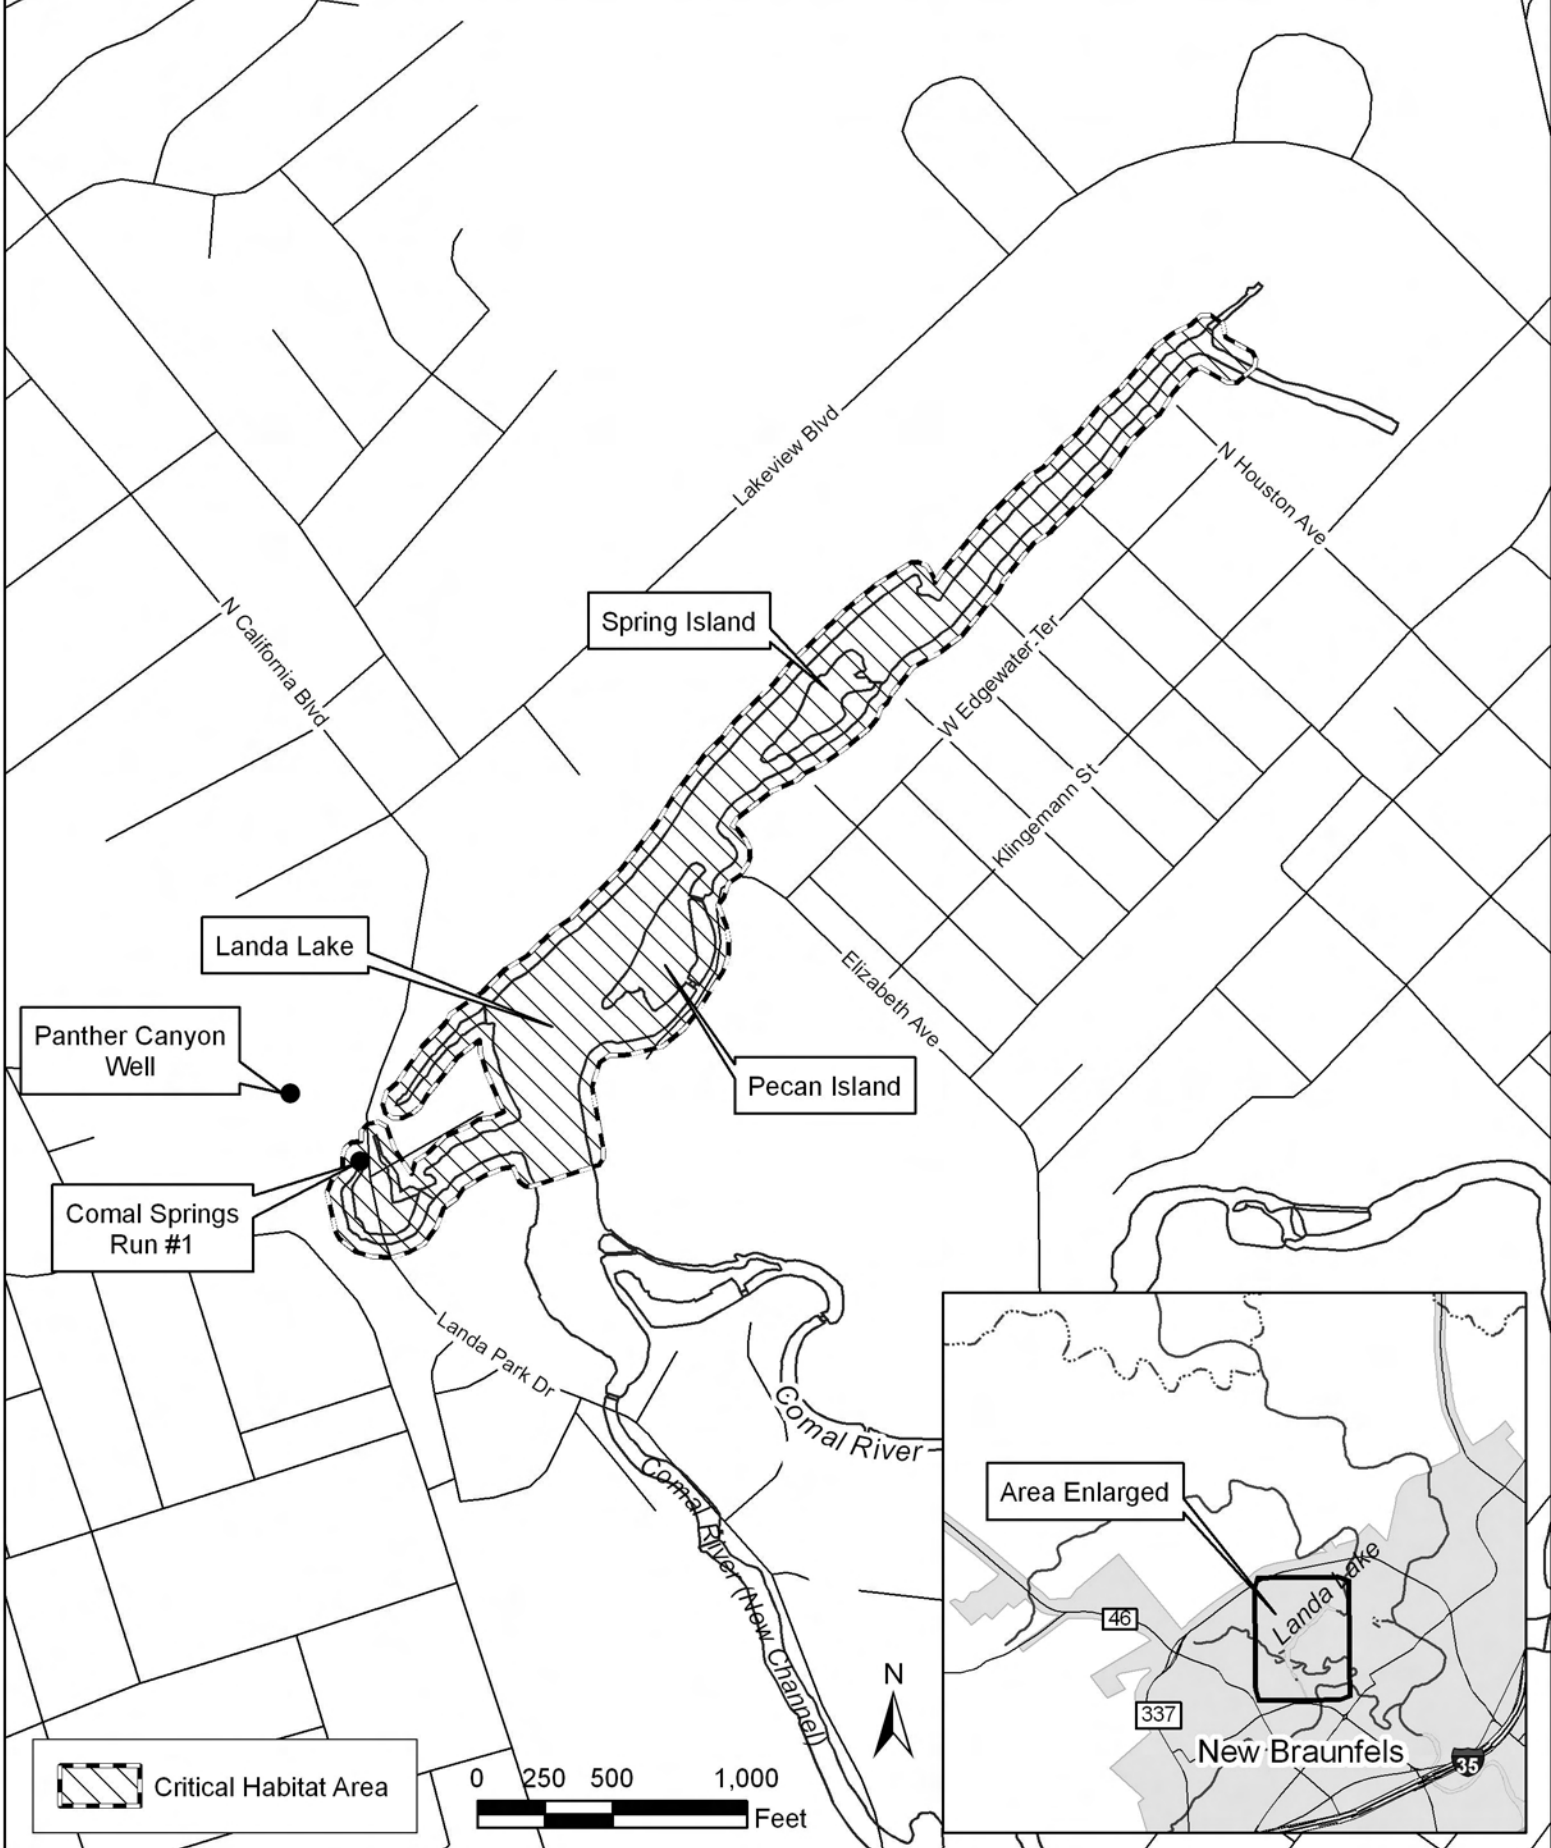 Lakeview Blvd
N Houston Ave
N California Blvd
Spring Island
W Edgewater Ter
Klingemann St
Landa Lake
Elizabeth Ave
Panther Canyon
Well
Pecan Island
Comal Springs
Run #1
Landa Park Dr
Comal River
Comal River (New Channel)
Area Enlarged
Landa Lake
46
337
New Braunfels
35
N
Critical Habitat Area
0 250 500 1,000
Feet